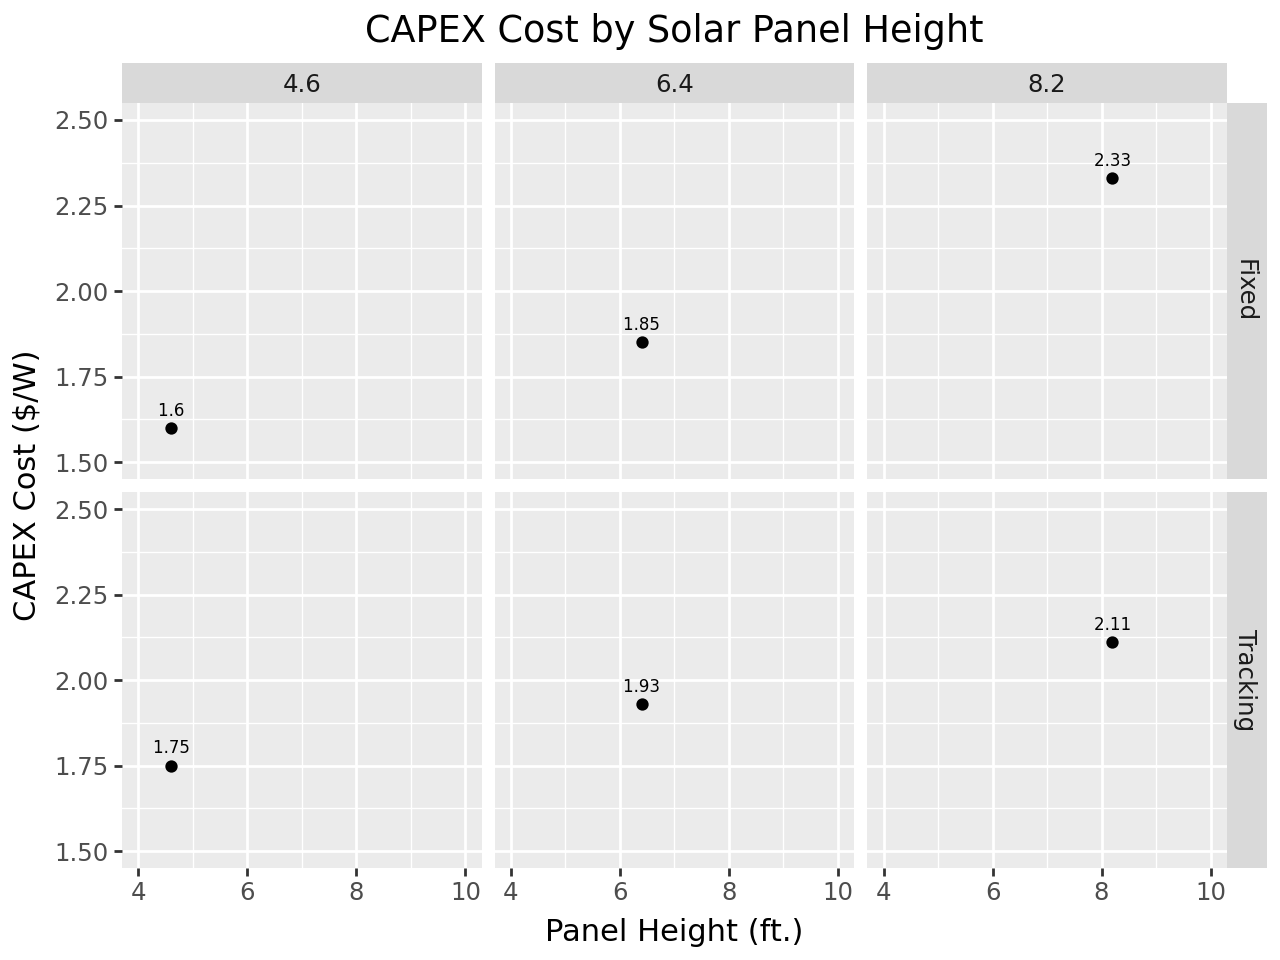 CAPEX Cost by Solar Panel Height
4.6 6.4 8.2
2.50
2.25
2.00
1.75
1.50
1.6
1.85
2.33
Fixed
2.50
2.25
2.00
1.75
1.50
1.75
1.93
2.11
Tracking
CAPEX Cost ($/W)
4 6 8 10 4 6 8 10 4 6 8 10
Panel Height (ft.)